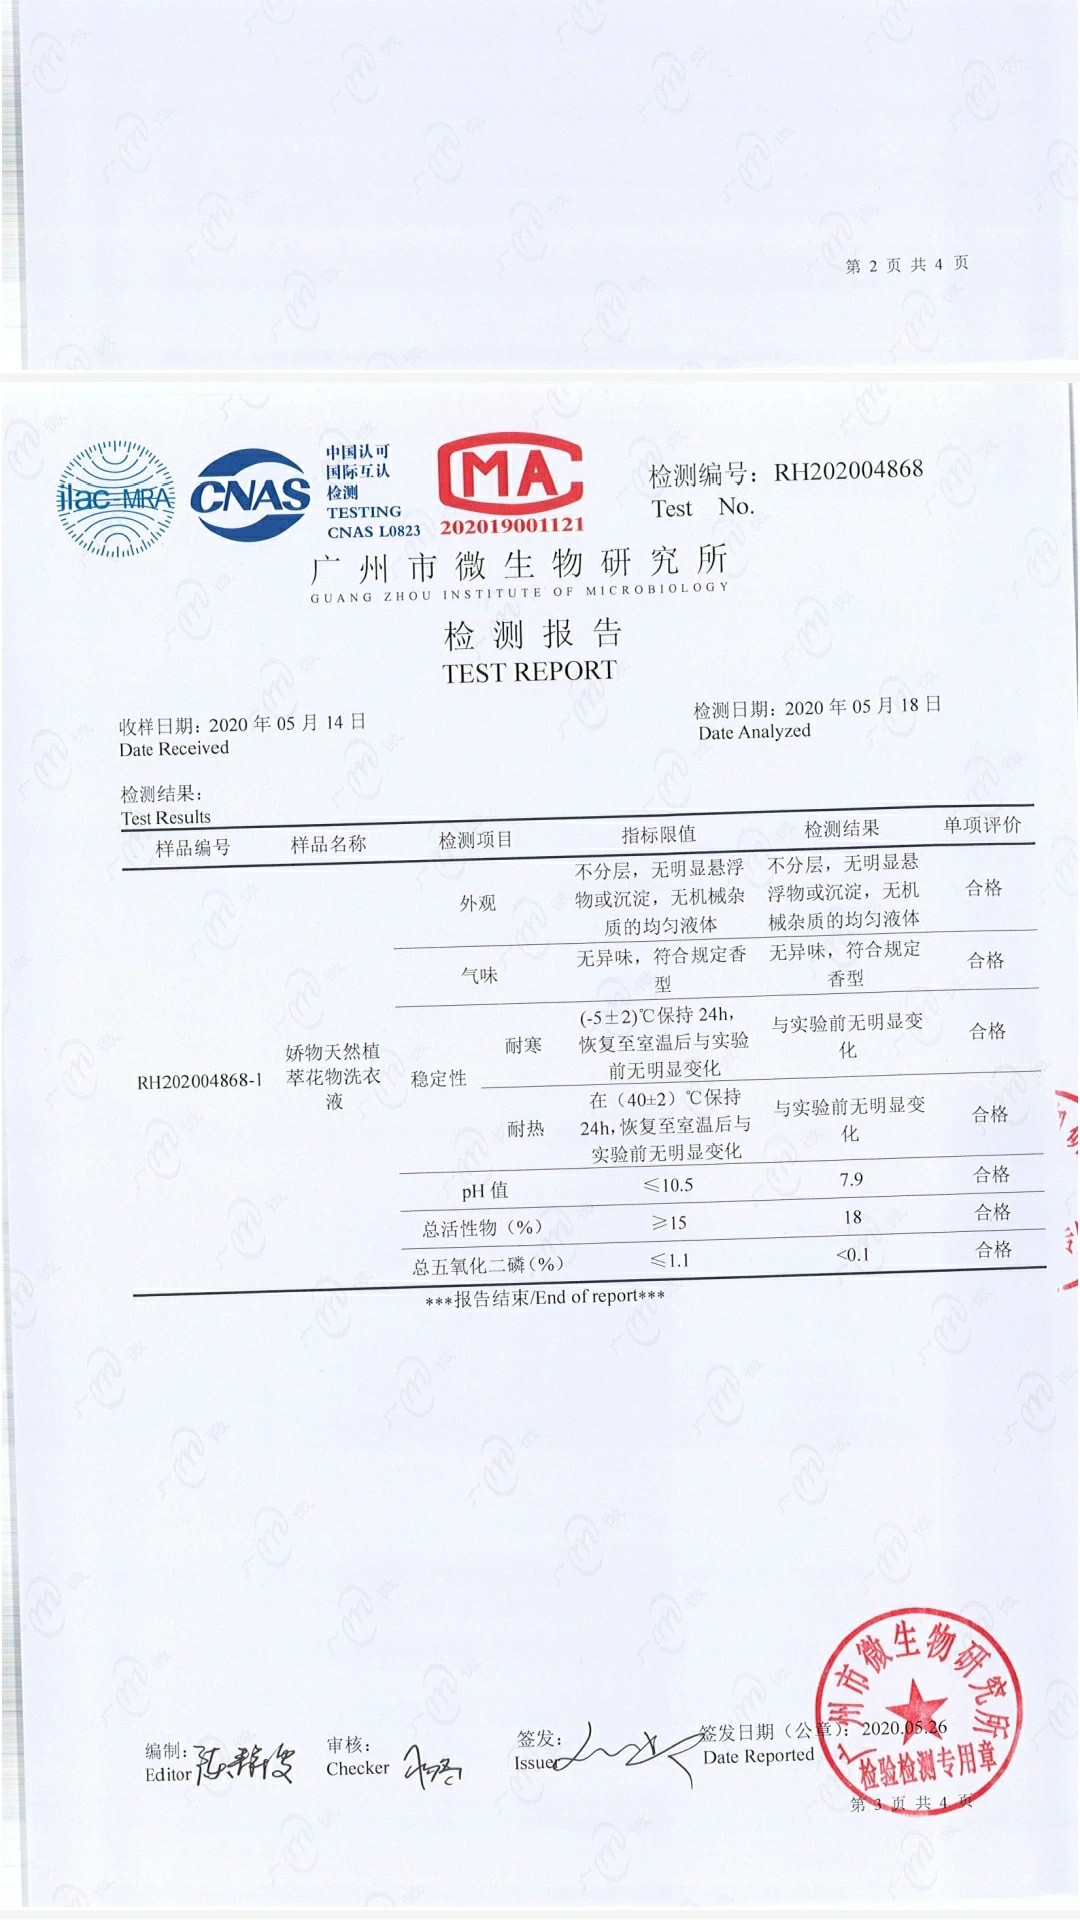 第 2 页 共 4 页
ilac-MRA
CNAS
中国认可
国际互认
检测
TESTING
CNAS L0823
MA
202019001121
检测编号：RH202004868
Test No.
广州市微生物研究所
GUANG ZHOU INSTITUTE OF MICROBIOLOGY
检测报告
TEST REPORT
收样日期：2020 年 05 月 14 日
Date Received
检测日期：2020 年 05 月 18 日
Date Analyzed
检测结果：
Test Results
样品编号 样品名称 检测项目 指标限值 检测结果 单项评价
RH202004868-1
娇物天然植
萃花物洗衣
液
外观
不分层，无明显悬浮
物或沉淀，无机械杂
质的均匀液体
不分层，无明显悬
浮物或沉淀，无机
械杂质的均匀液体
合格
气味
无异味，符合规定香
型
无异味，符合规定
香型
合格
稳定性
耐寒
(-5±2)℃保持 24h，
恢复至室温后与实验
前无明显变化
与实验前无明显变
化
合格
耐热
在（40±2）℃保持
24h,恢复至室温后与
实验前无明显变化
与实验前无明显变
化
合格
pH 值 ≤10.5 7.9 合格
总活性物（%） ≥15 18 合格
总五氧化二磷（%） ≤1.1 <0.1 合格
***报告结束/End of report***
编制：
Editor
审核：
Checker
签发：
Issuer
签发日期（公章）：2020.05.26
Date Reported
广州市微生物研究所
检验检测专用章
第 3 页 共 4 页